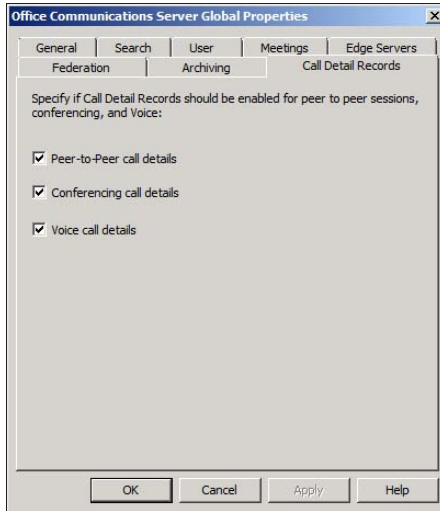 Office Communications Server Global Properties
General Search User Meetings Edge Servers
Federation Archiving Call Detail Records
Specify if Call Detail Records should be enabled for peer to peer sessions,
conferencing, and Voice:
Peer-to-Peer call details
Conferencing call details
Voice call details
OK Cancel Apply Help